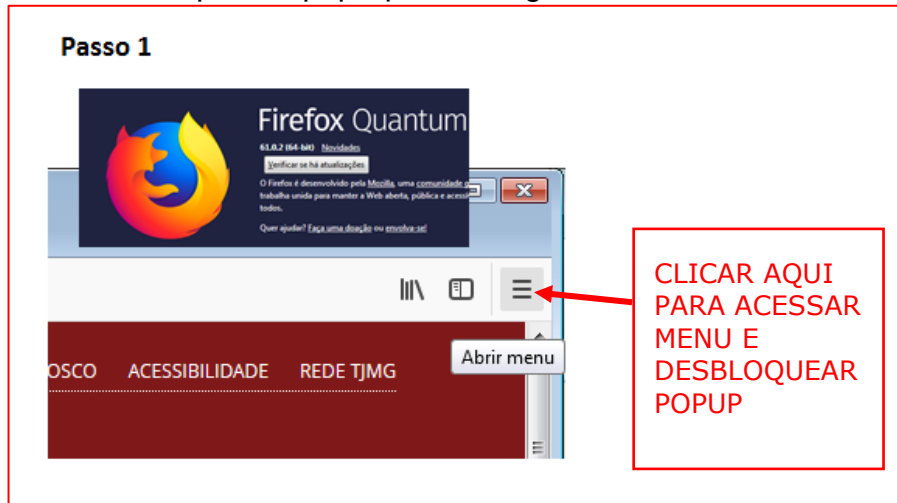 Passo 1
Firefox Quantum
61.0.2 (64-bit) Novidades
Verificar se há atualizações
O Firefox é desenvolvido pela Mozilla, uma comunidade
trabalha unida para manter a Web aberta, pública e
todos.
Quer ajudar? Faça uma doação ou envolva-se!
CLICAR AQUI
PARA ACESSAR
MENU E
DESBLOQUEAR
POPUP
Abrir menu
OSCO ACESSIBILIDADE REDE TJMG